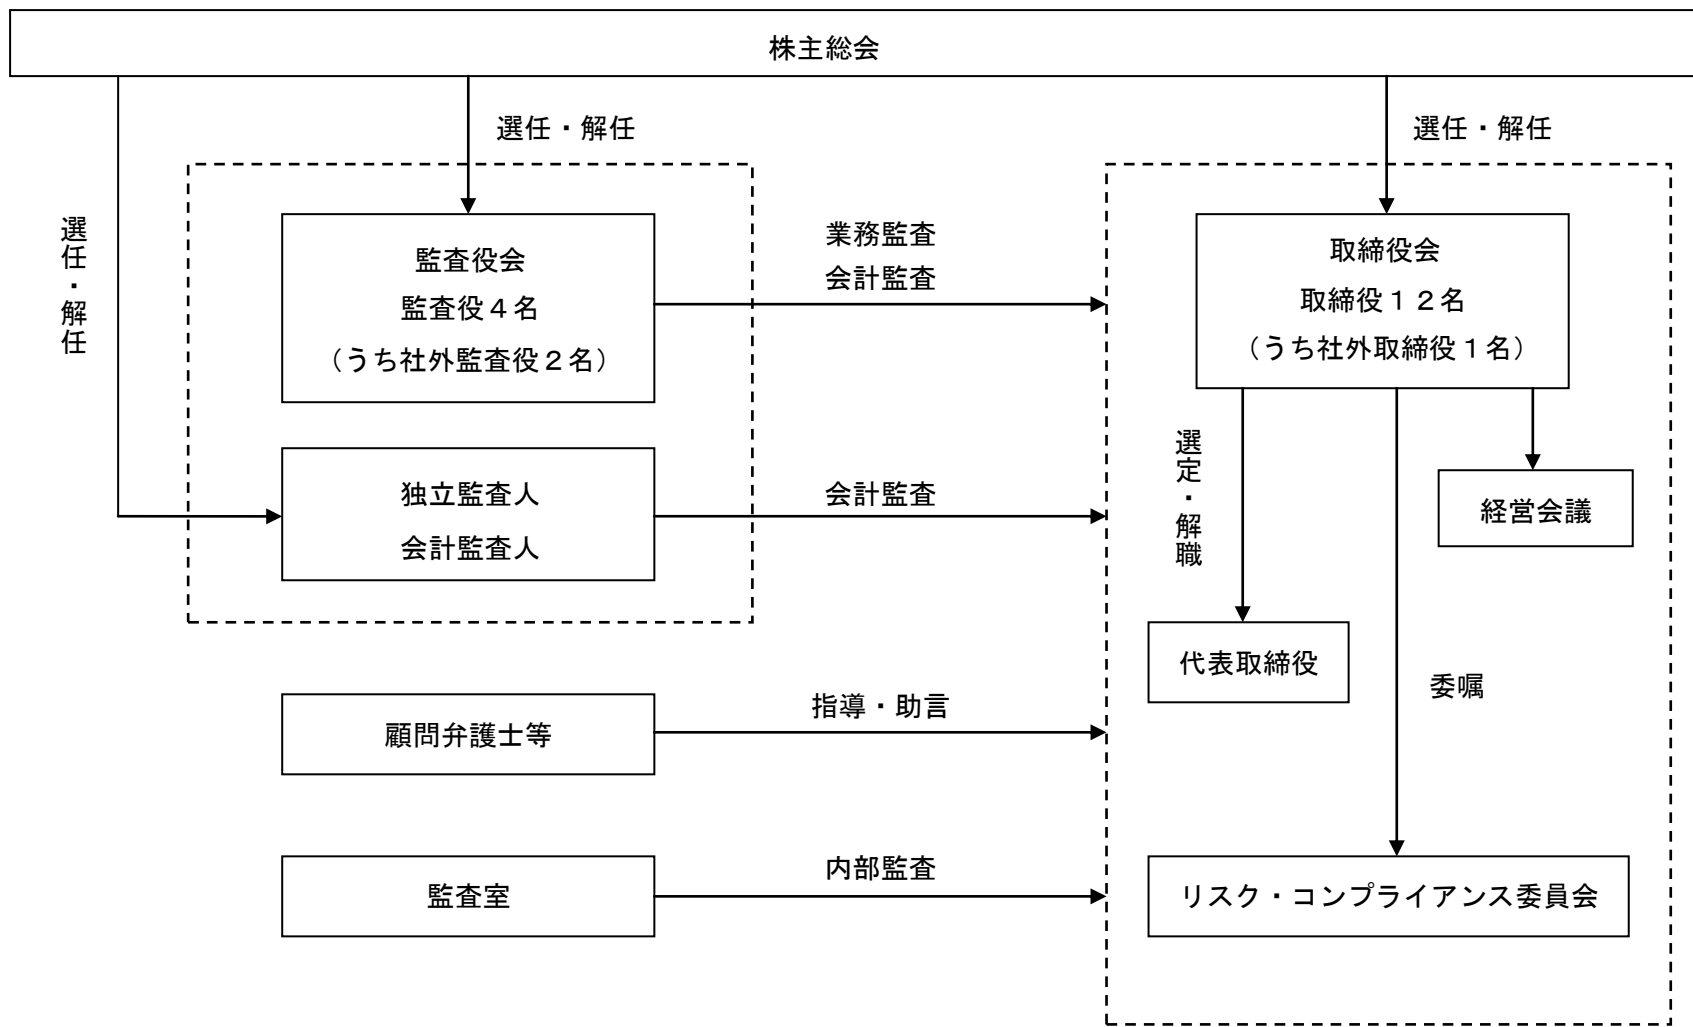 株主総会
選任・解任
選任・解任
選任・解任
監査役会
監査役４名
（うち社外監査役２名）
業務監査
会計監査
取締役会
取締役１２名
（うち社外取締役１名）
独立監査人
会計監査人
会計監査
選定・解職
経営会議
代表取締役
委嘱
顧問弁護士等
指導・助言
監査室
内部監査
リスク・コンプライアンス委員会